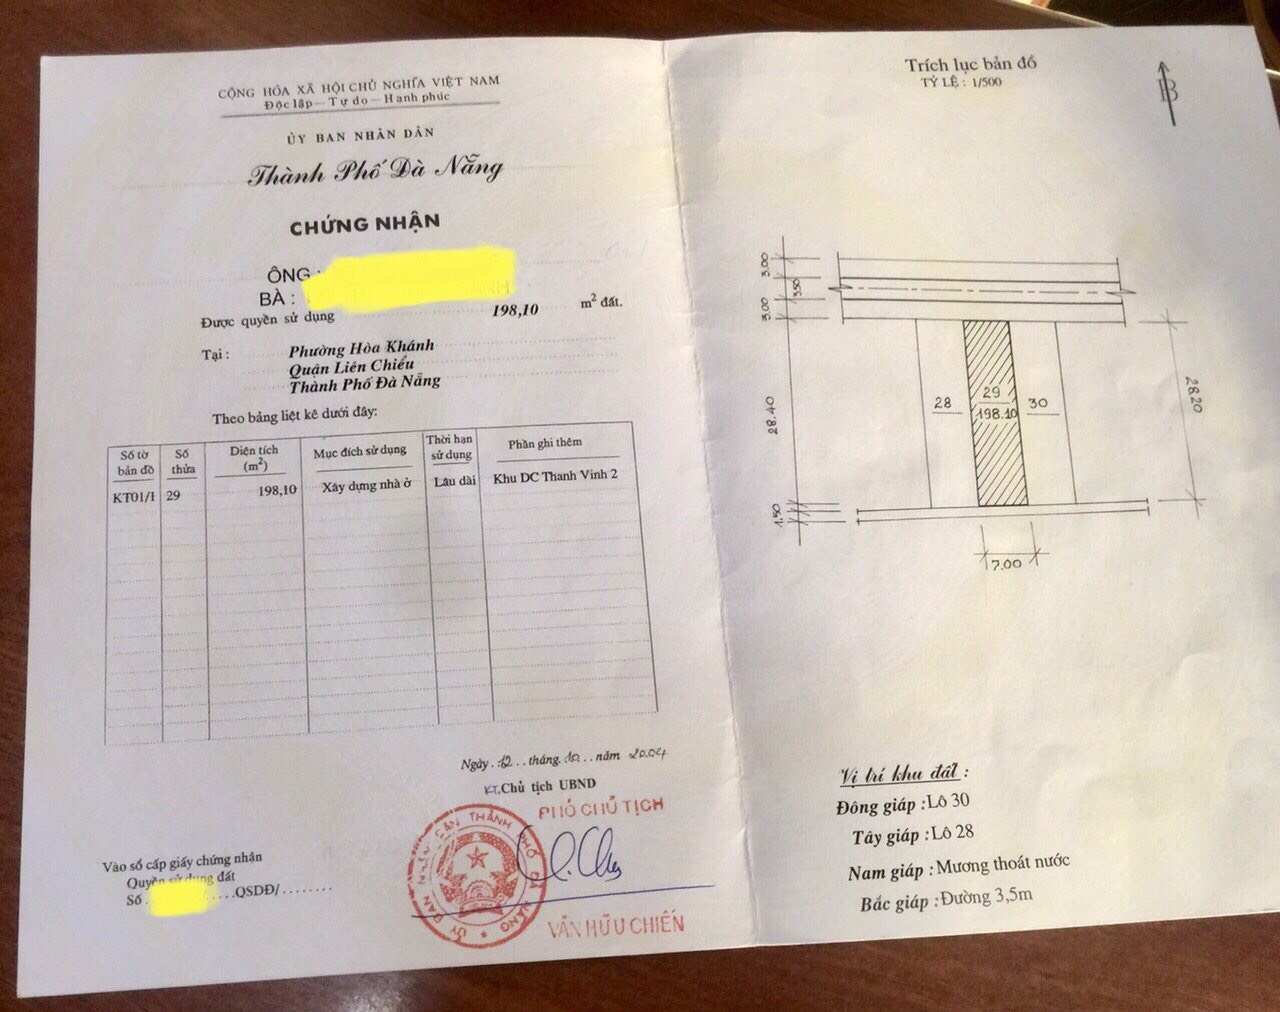 CỘNG HÒA XÃ HỘI CHỦ NGHĨA VIỆT NAM
Độc lập - Tự do - Hạnh phúc
ỦY BAN NHÂN DÂN
Thành Phố Đà Nẵng
CHỨNG NHẬN
ÔNG :
BÀ :
Được quyền sử dụng 198,10 m² đất.
Tại : Phường Hòa Khánh
Quận Liên Chiểu
Thành Phố Đà Nẵng
Theo bảng liệt kê dưới đây:
Số tờ bản đồ Số thửa Diện tích (m²) Mục đích sử dụng Thời hạn sử dụng Phần ghi thêm
KT01/1 29 198,10 Xây dựng nhà ở Lâu dài Khu DC Thanh Vinh 2
Ngày 12 tháng 10 năm 2004
KT. Chủ tịch UBND
PHÓ CHỦ TỊCH
ỦY BAN NHÂN DÂN THÀNH PHỐ ĐÀ NẴNG
VĂN HỮU CHIẾN
Vào sổ cấp giấy chứng nhận
Quyền sử dụng đất
Số ......QSDĐ/........
Trích lục bản đồ
TỶ LỆ : 1/500
B
3.00
3.50
3.00
28.40
1,50
28
29
198.10
30
28.20
7.00
Vị trí khu đất :
Đông giáp : Lô 30
Tây giáp : Lô 28
Nam giáp : Mương thoát nước
Bắc giáp : Đường 3,5m